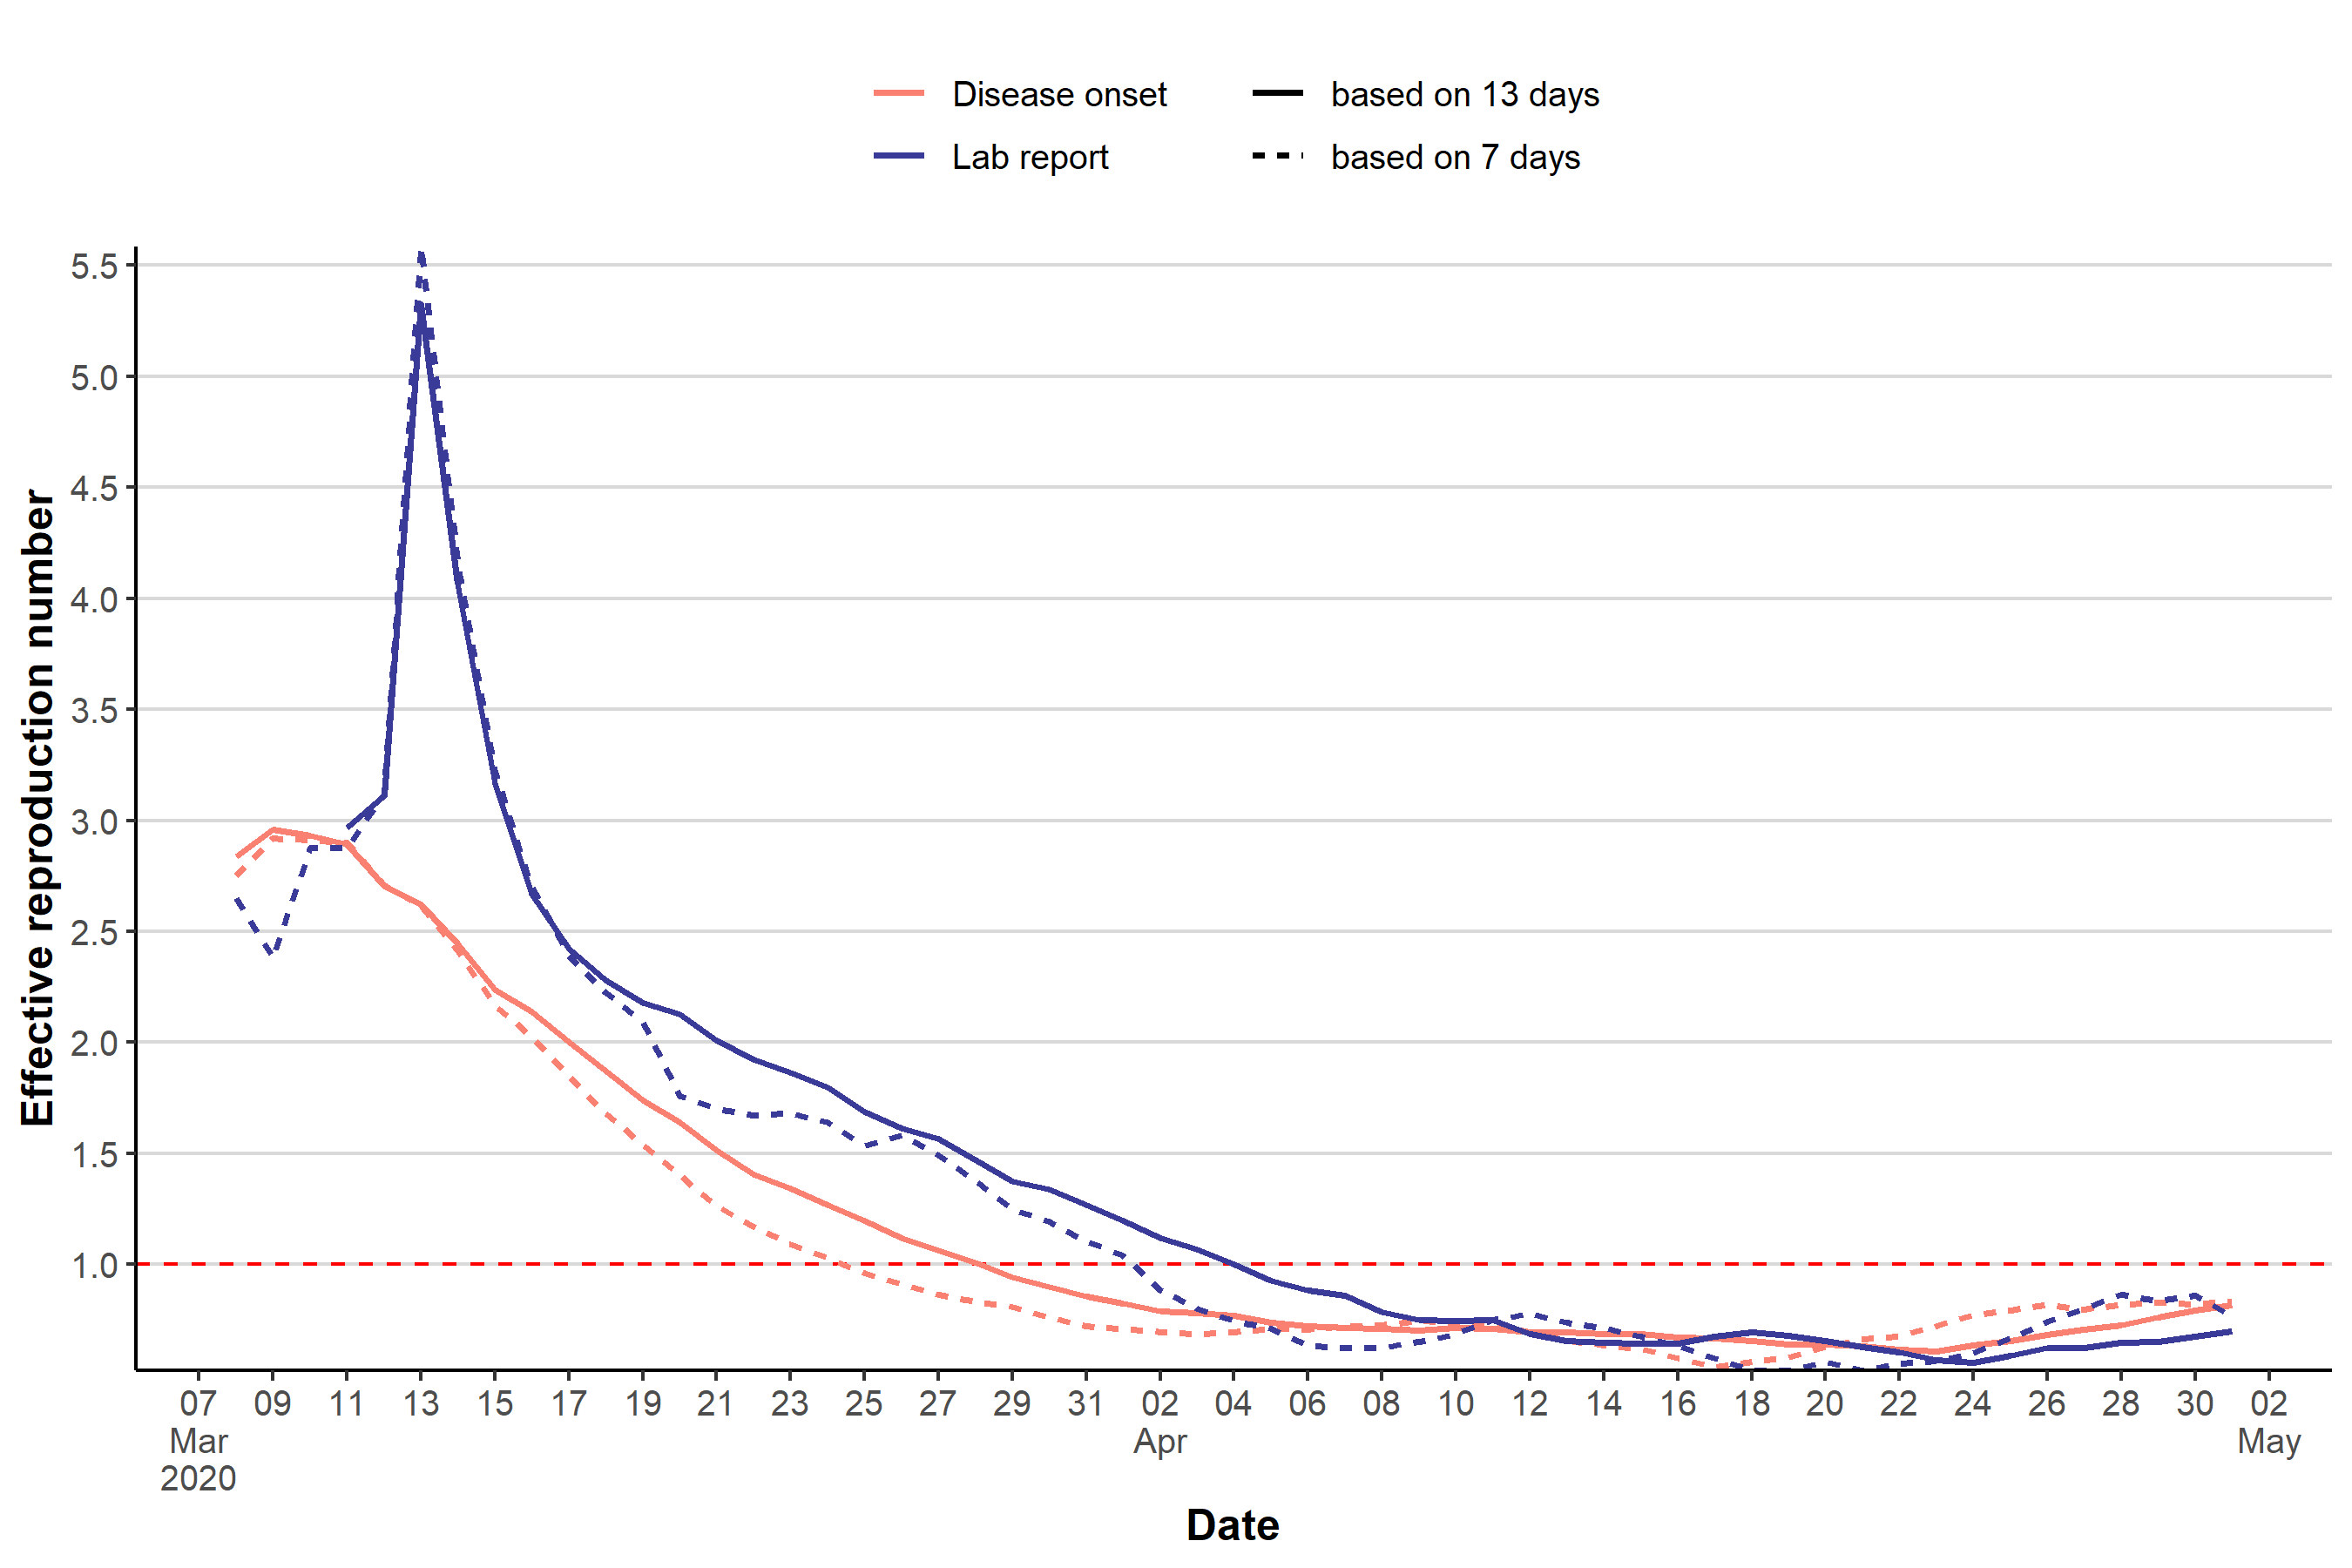 Disease onset
based on 13 days
Lab report
based on 7 days
Effective reproduction number
5.5
5.0
4.5
4.0
3.5
3.0
2.5
2.0
1.5
1.0
07 09 11 13 15 17 19 21 23 25 27 29 31 02 04 06 08 10 12 14 16 18 20 22 24 26 28 30 02
Mar Apr May
2020
Date